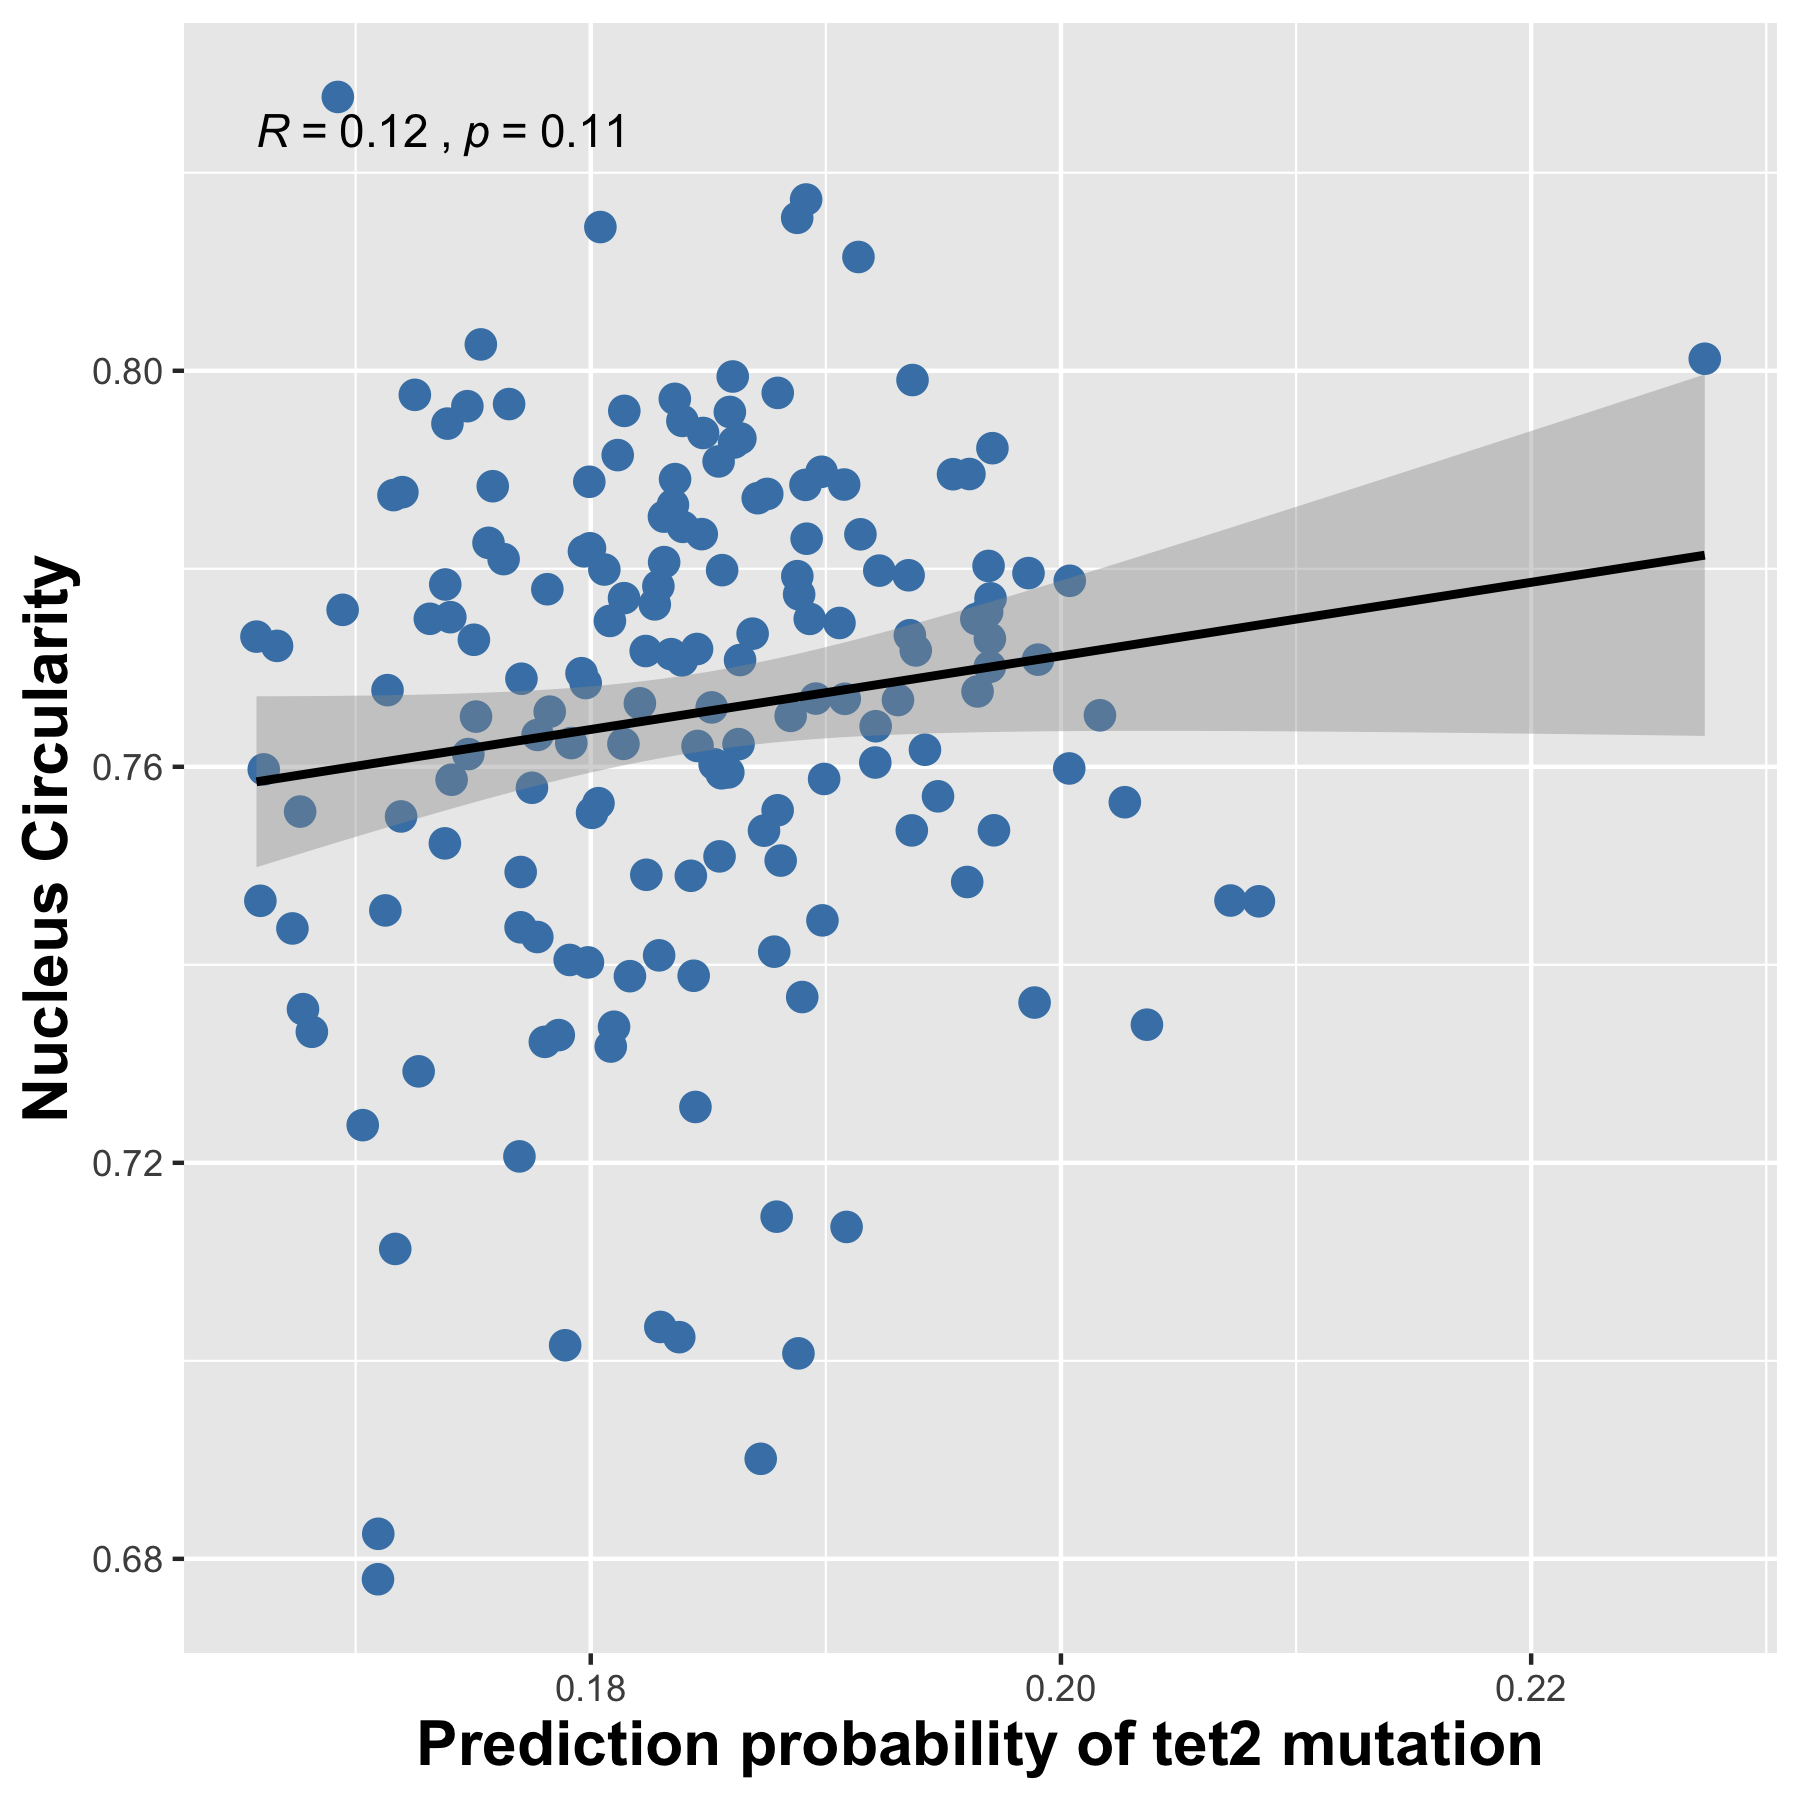 R = 0.12 , p = 0.11
Nucleus Circularity
0.80
0.76
0.72
0.68
0.18 0.20 0.22
Prediction probability of tet2 mutation